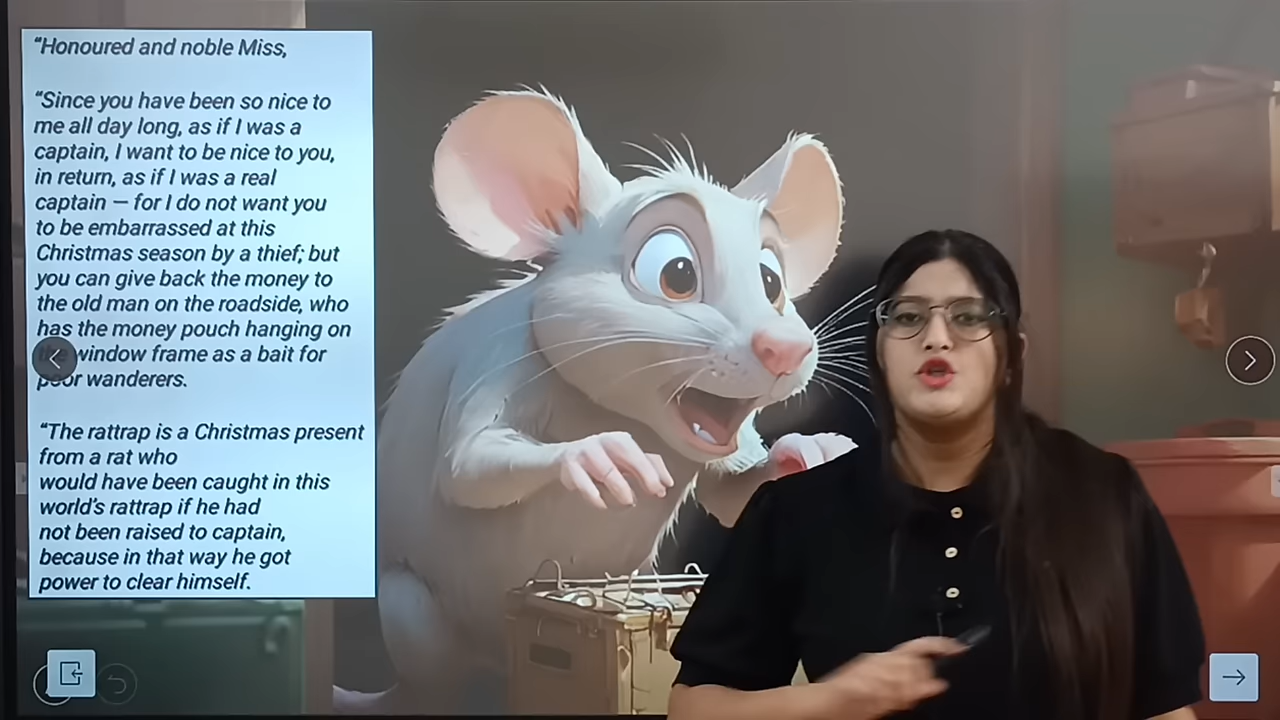 “Honoured and noble Miss,
“Since you have been so nice to
me all day long, as if I was a
captain, I want to be nice to you,
in return, as if I was a real
captain — for I do not want you
to be embarrassed at this
Christmas season by a thief; but
you can give back the money to
the old man on the roadside, who
has the money pouch hanging on
the window frame as a bait for
poor wanderers.
“The rattrap is a Christmas present
from a rat who
would have been caught in this
world’s rattrap if he had
not been raised to captain,
because in that way he got
power to clear himself.